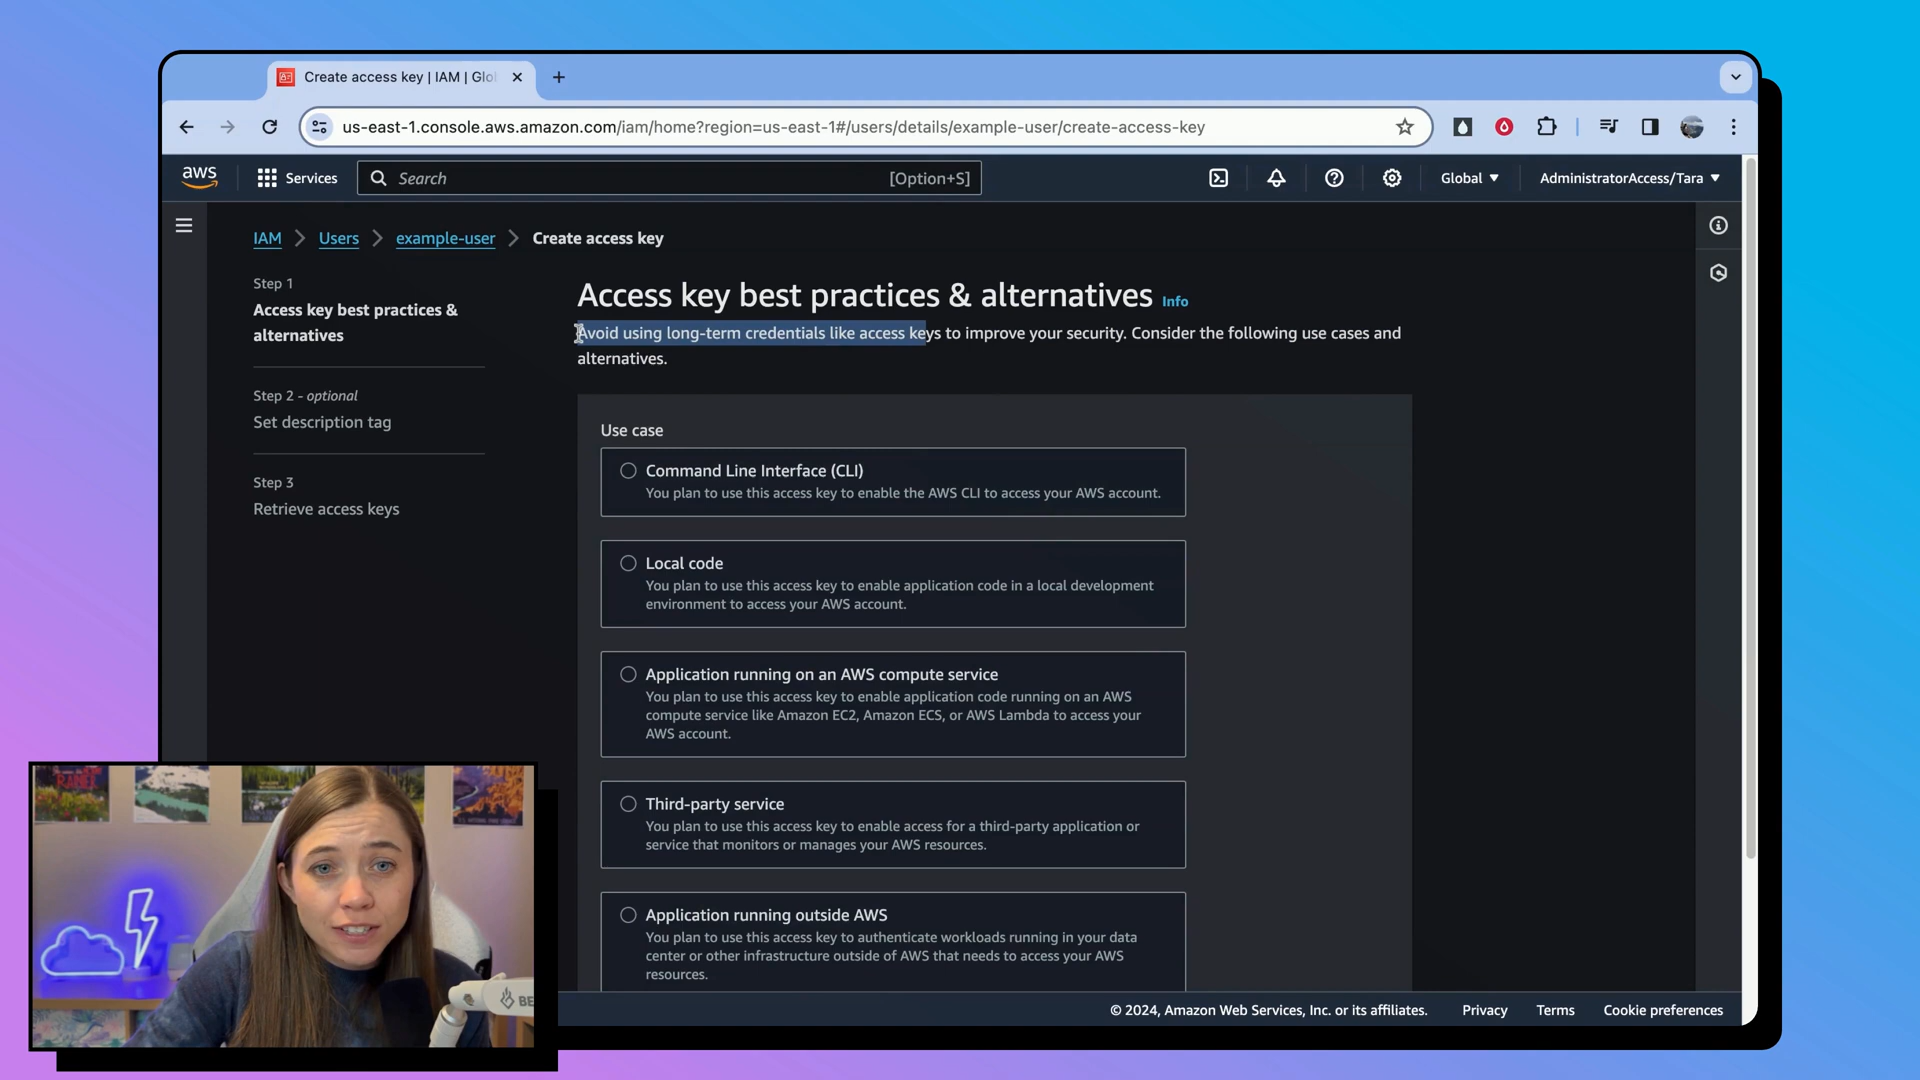 Create access key | IAM | Glo
us-east-1.console.aws.amazon.com/iam/home?region=us-east-1#/users/details/example-user/create-access-key
aws
Services
Search
[Option+S]
Global
AdministratorAccess/Tara
IAM
Users
example-user
Create access key
Step 1
Access key best practices &
alternatives
Step 2 - optional
Set description tag
Step 3
Retrieve access keys
Access key best practices & alternatives Info
Avoid using long-term credentials like access keys to improve your security. Consider the following use cases and
alternatives.
Use case
Command Line Interface (CLI)
You plan to use this access key to enable the AWS CLI to access your AWS account.
Local code
You plan to use this access key to enable application code in a local development
environment to access your AWS account.
Application running on an AWS compute service
You plan to use this access key to enable application code running on an AWS
compute service like Amazon EC2, Amazon ECS, or AWS Lambda to access your
AWS account.
Third-party service
You plan to use this access key to enable access for a third-party application or
service that monitors or manages your AWS resources.
Application running outside AWS
You plan to use this access key to authenticate workloads running in your data
center or other infrastructure outside of AWS that needs to access your AWS
resources.
© 2024, Amazon Web Services, Inc. or its affiliates.
Privacy
Terms
Cookie preferences
RAINIER
BE